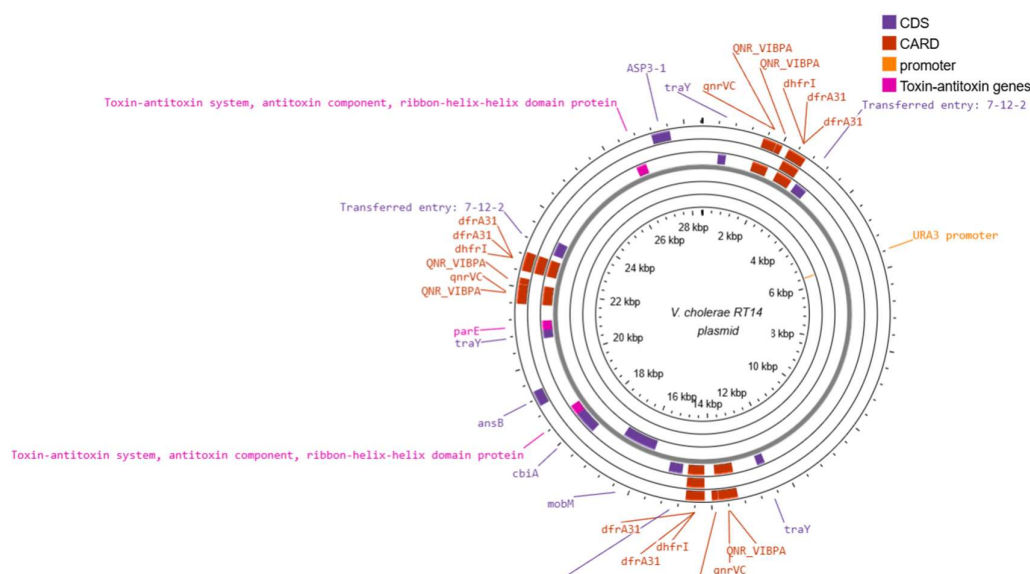 CDS
CARD
promoter
Toxin-antitoxin genes
QNR_VIBPA
QNR_VIBPA
dhfrI
dfrA31
dfrA31
Transferred entry: 7-12-2
ASP3-1
traY
qnrVC
Toxin-antitoxin system, antitoxin component, ribbon-helix-helix domain protein
Transferred entry: 7-12-2
dfrA31
dfrA31
dhfrI
QNR_VIBPA
qnrVC
QNR_VIBPA
URA3 promoter
28 kbp
2 kbp
26 kbp
4 kbp
24 kbp
6 kbp
22 kbp
V. cholerae RT14
plasmid
20 kbp
8 kbp
18 kbp
10 kbp
16 kbp
14 kbp
12 kbp
parE
traY
ansB
Toxin-antitoxin system, antitoxin component, ribbon-helix-helix domain protein
cbiA
mobM
dfrA31
dhfrI
dfrA31
QNR_VIBPA
qnrVC
traY